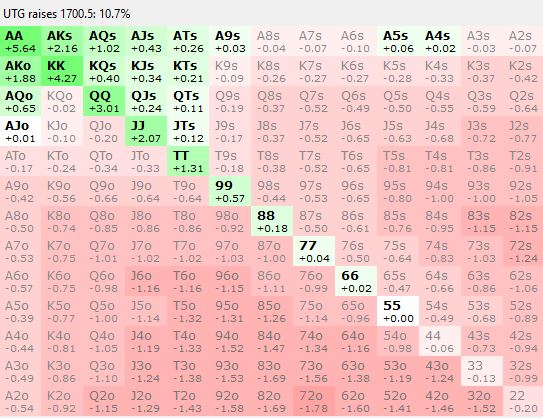 UTG raises 1700.5: 10.7%
AA AKs AQs AJs ATs A9s A8s A7s A6s A5s A4s A3s A2s
+5.64 +2.16 +1.02 +0.43 +0.26 +0.03 -0.04 -0.07 -0.10 +0.06 +0.02 -0.03 -0.07
AKo KK KQs KJs KTs K9s K8s K7s K6s K5s K4s K3s K2s
+1.88 +4.27 +0.40 +0.34 +0.21 -0.09 -0.26 -0.27 -0.27 -0.28 -0.33 -0.37 -0.42
AQo KQo QQ QJs QTs Q9s Q8s Q7s Q6s Q5s Q4s Q3s Q2s
+0.65 -0.02 +3.01 +0.24 +0.11 -0.19 -0.37 -0.52 -0.49 -0.50 -0.55 -0.59 -0.64
AJo KJo QJo JJ JTs J9s J8s J7s J6s J5s J4s J3s J2s
+0.01 -0.10 -0.20 +2.07 +0.12 -0.17 -0.37 -0.52 -0.65 -0.63 -0.68 -0.72 -0.77
ATo KTo QTo JTo TT T9s T8s T7s T6s T5s T4s T3s T2s
-0.17 -0.24 -0.34 -0.33 +1.31 -0.18 -0.38 -0.52 -0.65 -0.81 -0.81 -0.86 -0.91
A9o K9o Q9o J9o T9o 99 98s 97s 96s 95s 94s 93s 92s
-0.42 -0.56 -0.66 -0.64 -0.64 +0.57 -0.44 -0.53 -0.65 -0.80 -1.00 -1.00 -1.05
A8o K8o Q8o J8o T8o 98o 88 87s 86s 85s 84s 83s 82s
-0.50 -0.74 -0.85 -0.86 -0.86 -0.92 +0.18 -0.50 -0.61 -0.76 -0.95 -1.15 -1.15
A7o K7o Q7o J7o T7o 97o 87o 77 76s 75s 74s 73s 72s
-0.53 -0.75 -1.01 -1.02 -1.02 -1.03 -1.00 +0.04 -0.50 -0.64 -0.83 -1.03 -1.24
A6o K6o Q6o J6o T6o 96o 86o 76o 66 65s 64s 63s 62s
-0.57 -0.75 -0.98 -1.16 -1.16 -1.15 -1.11 -0.99 +0.02 -0.47 -0.66 -0.86 -1.06
A5o K5o Q5o J5o T5o 95o 85o 75o 65o 55 54s 53s 52s
-0.39 -0.77 -1.00 -1.14 -1.32 -1.31 -1.26 -1.14 -0.96 +0.00 -0.49 -0.68 -0.89
A4o K4o Q4o J4o T4o 94o 84o 74o 64o 54o 44 43s 42s
-0.44 -0.81 -1.05 -1.19 -1.33 -1.52 -1.47 -1.34 -1.16 -0.98 -0.06 -0.73 -0.94
A3o K3o Q3o J3o T3o 93o 83o 73o 63o 53o 43o 33 32s
-0.49 -0.86 -1.10 -1.24 -1.38 -1.53 -1.69 -1.56 -1.38 -1.19 -1.24 -0.13 -0.99
A2o K2o Q2o J2o T2o 92o 82o 72o 62o 52o 42o 32o 22
-0.54 -0.92 -1.15 -1.29 -1.43 -1.58 -1.69 -1.78 -1.60 -1.41 -1.46 -1.52 -0.20